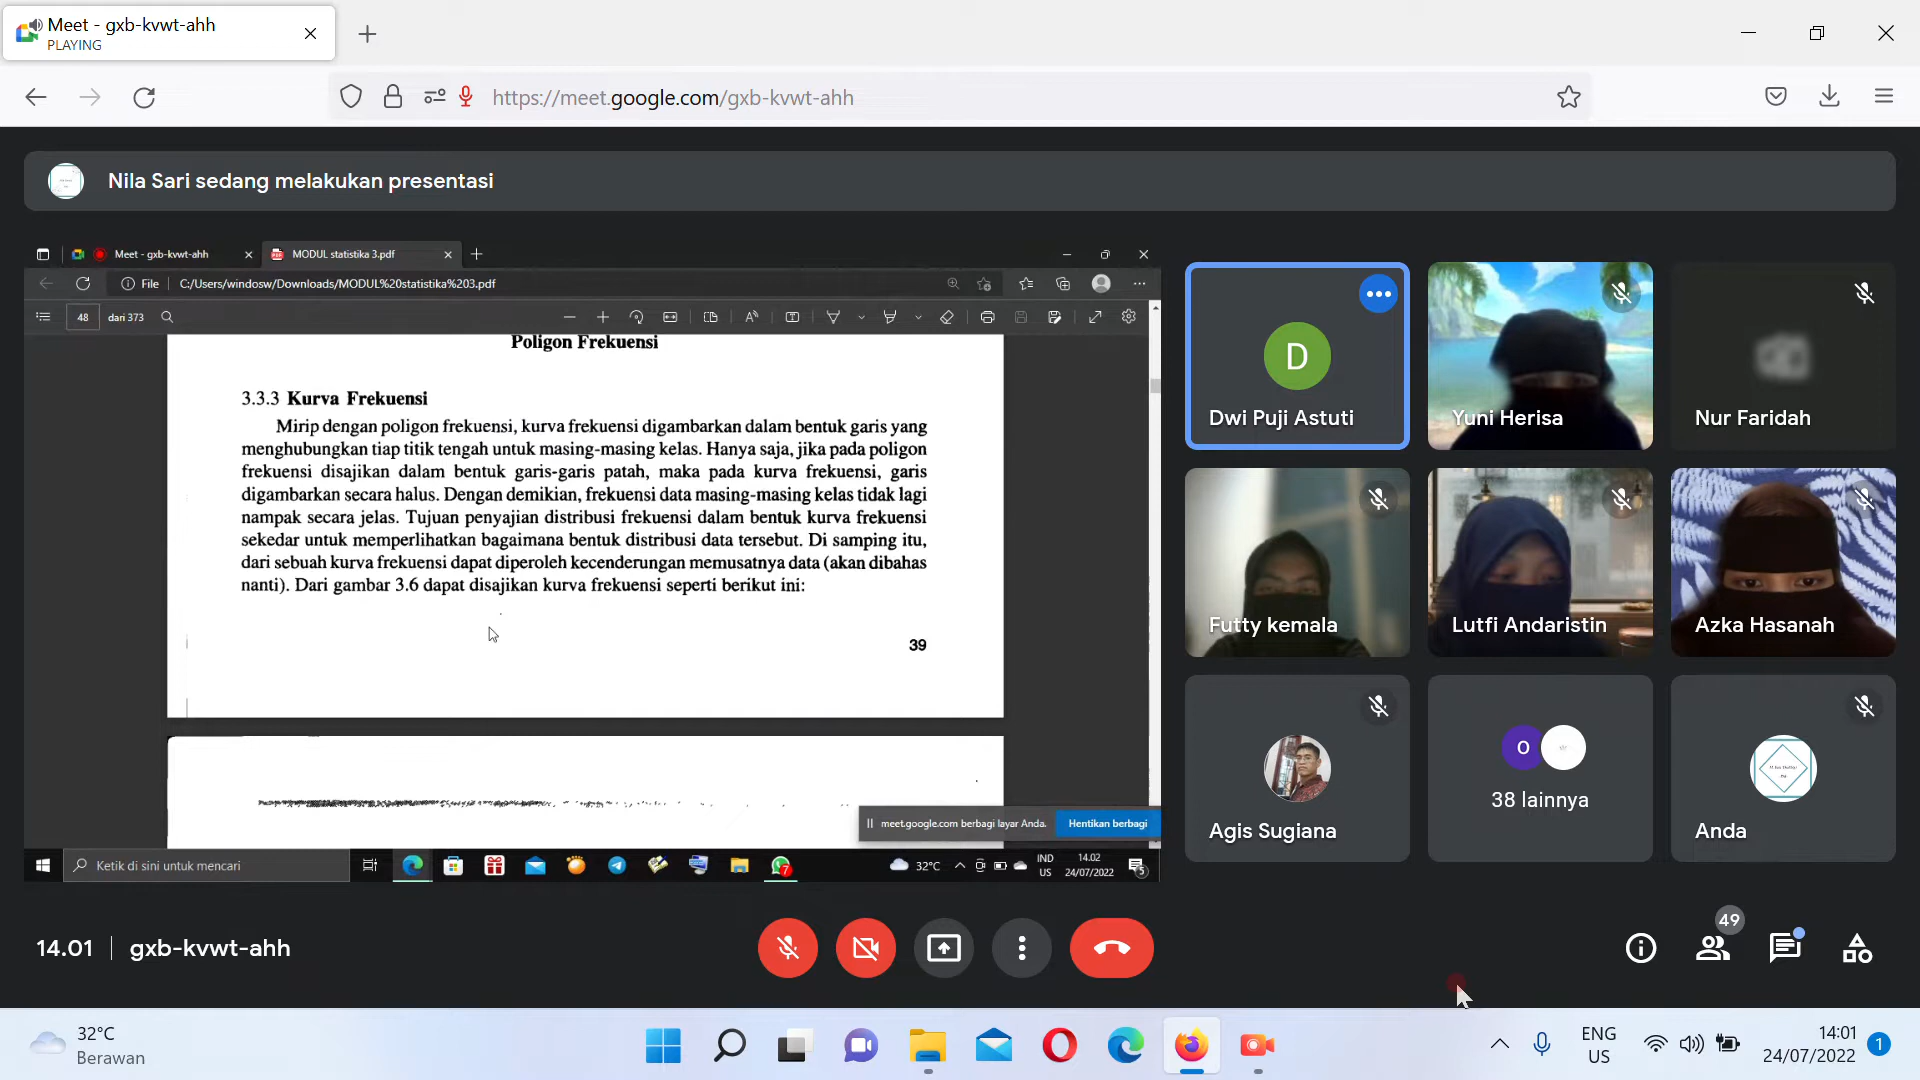 Meet - gxb-kvwt-ahh
PLAYING
https://meet.google.com/gxb-kvwt-ahh
Nila Sari sedang melakukan presentasi
Meet - gxb-kvwt-ahh
MODUL statistika 3.pdf
File
C:/Users/windosw/Downloads/MODUL%20statistika%203.pdf
48 dari 373
Poligon Frekuensi
3.3.3 Kurva Frekuensi
Mirip dengan poligon frekuensi, kurva frekuensi digambarkan dalam bentuk garis yang
menghubungkan tiap titik tengah untuk masing-masing kelas. Hanya saja, jika pada poligon
frekuensi disajikan dalam bentuk garis-garis patah, maka pada kurva frekuensi, garis
digambarkan secara halus. Dengan demikian, frekuensi data masing-masing kelas tidak lagi
nampak secara jelas. Tujuan penyajian distribusi frekuensi dalam bentuk kurva frekuensi
sekedar untuk memperlihatkan bagaimana bentuk distribusi data tersebut. Di samping itu,
dari sebuah kurva frekuensi dapat diperoleh kecenderungan memusatnya data (akan dibahas
nanti). Dari gambar 3.6 dapat disajikan kurva frekuensi seperti berikut ini:
39
meet.google.com berbagi layar Anda.
Hentikan berbagi
Ketik di sini untuk mencari
7
32°C
IND
US
14.02
24/07/2022
5
D
Dwi Puji Astuti
Yuni Herisa
Nur Faridah
Futty kemala
Lutfi Andaristin
Azka Hasanah
Agis Sugiana
O
38 lainnya
Anda
14.01 | gxb-kvwt-ahh
49
32°C
Berawan
ENG
US
14:01
24/07/2022
1